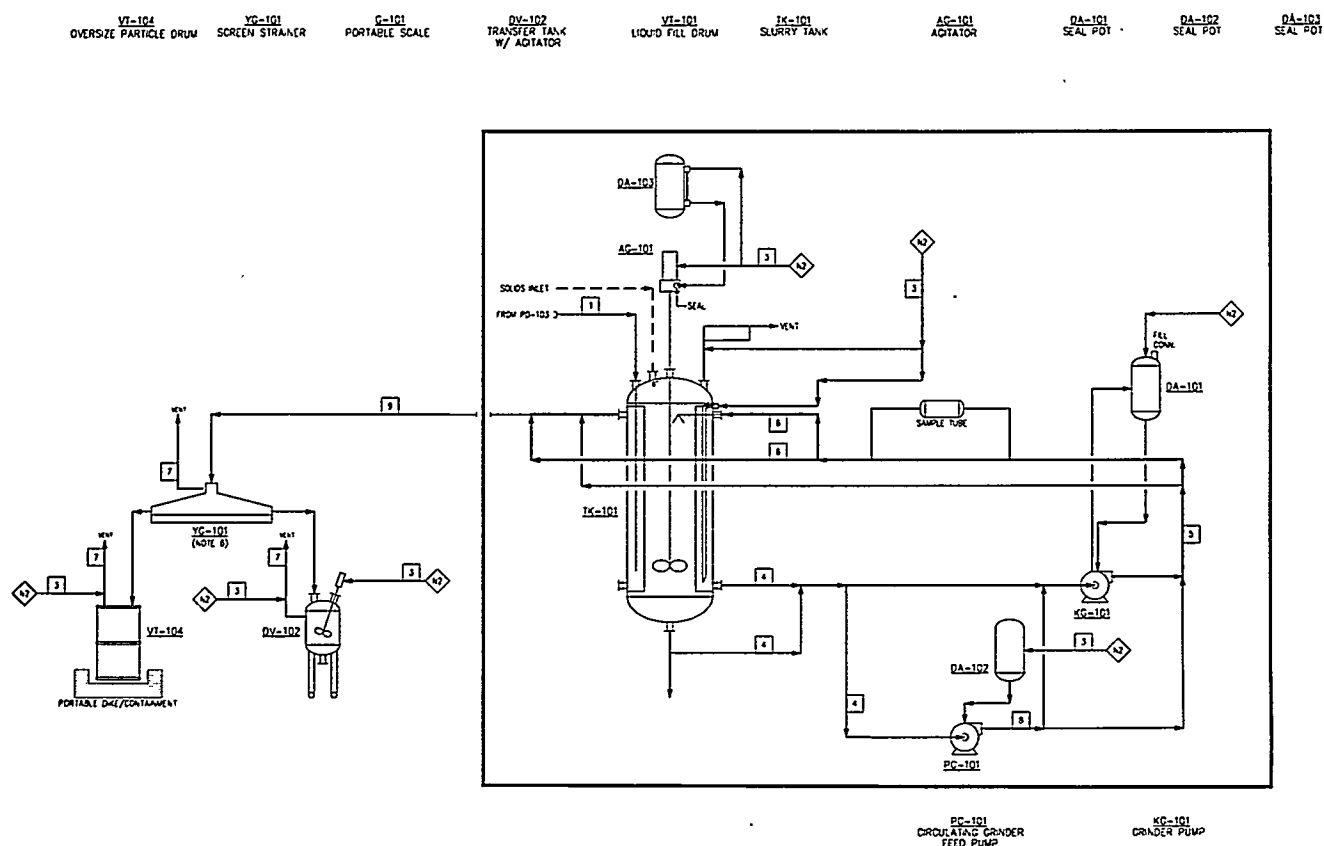 VT-104
OVERSIZE PARTICLE DRUM
YG-101
SCREEN STRAINER
G-101
PORTABLE SCALE
DV-102
TRANSFER TANK
W/ AGITATOR
VT-101
LIQUID FILL DRUM
TK-101
SLURRY TANK
AG-101
AGITATOR
DA-101
SEAL POT
DA-102
SEAL POT
DA-103
SEAL POT
DA-103
AG-101
3
N2
N2
SOLIDS INLET
1
SEAL
3
FROM PD-103
VENT
N2
FILL
CONN.
DA-101
9
VENT
6
SAMPLE TUBE
6
7
TK-101
YG-101
(NOTE 6)
5
VENT
7
VENT
7
3
N2
3
N2
3
N2
4
KG-101
VT-104
DV-102
4
DA-102
3
N2
PORTABLE DIKE/CONTAINMENT
4
8
PC-101
PC-101
CIRCULATING GRINDER
FEED PUMP
KG-101
GRINDER PUMP